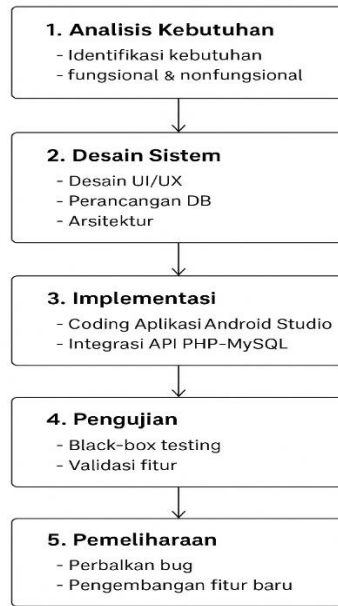 1. Analisis Kebutuhan
- Identifikasi kebutuhan
- fungsional & nonfungsional
2. Desain Sistem
- Desain UI/UX
- Perancangan DB
- Arsitektur
3. Implementasi
- Coding Aplikasi Android Studio
- Integrasi API PHP-MySQL
4. Pengujian
- Black-box testing
- Validasi fitur
5. Pemeliharaan
- Perbalkan bug
- Pengembangan fitur baru